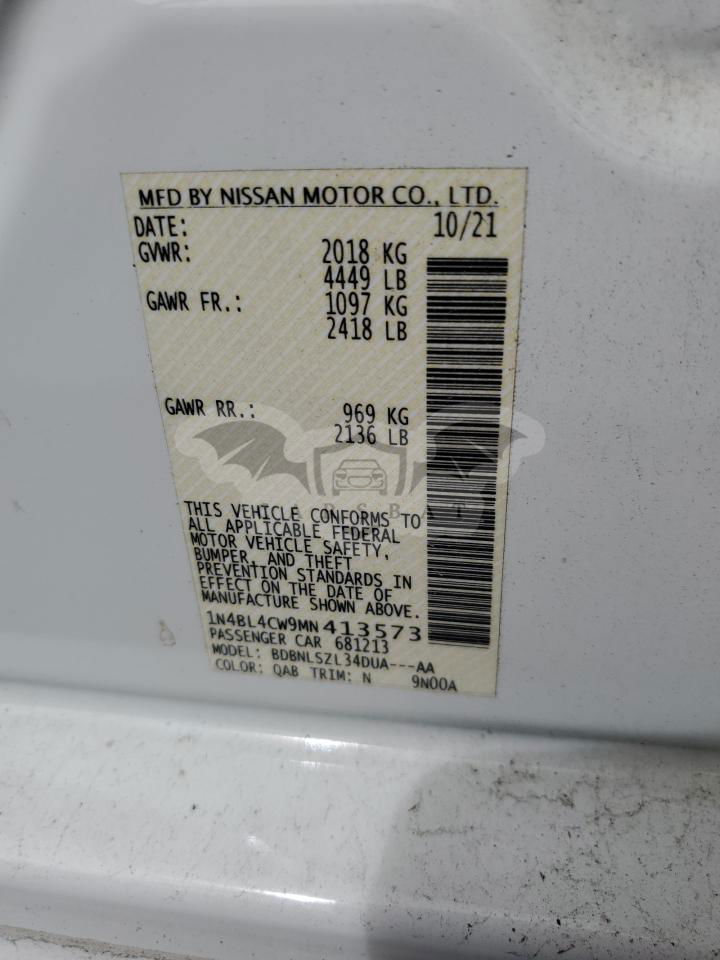 MFD BY NISSAN MOTOR CO., LTD.
DATE: 10/21
GVWR: 2018 KG
4449 LB
GAWR FR.: 1097 KG
2418 LB
GAWR RR.: 969 KG
2136 LB
CARSBAT
THIS VEHICLE CONFORMS TO
ALL APPLICABLE FEDERAL
MOTOR VEHICLE SAFETY,
BUMPER, AND THEFT
PREVENTION STANDARDS IN
EFFECT ON THE DATE OF
MANUFACTURE SHOWN ABOVE.
1N4BL4CW9MN413573
PASSENGER CAR 681213
MODEL: BDBNLSZL34DUA---AA
COLOR: QAB TRIM: N 9N00A